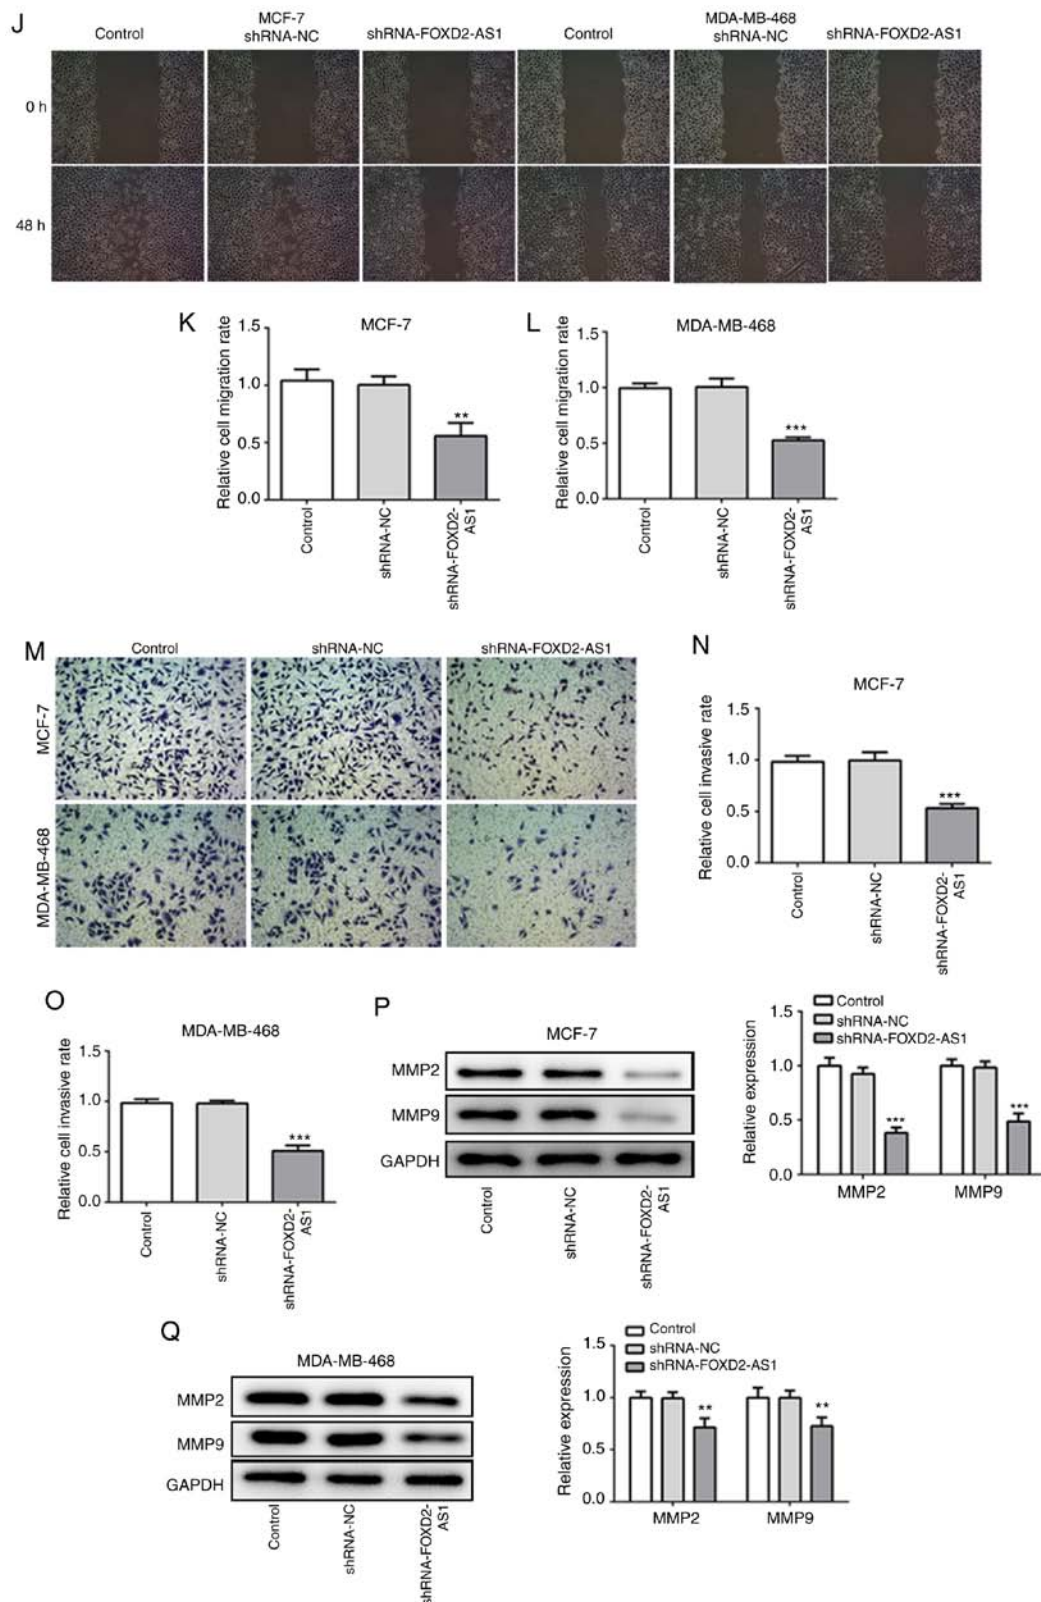 J
MCF-7
MDA-MB-468
Control
shRNA-NC
shRNA-FOXD2-AS1
Control
shRNA-NC
shRNA-FOXD2-AS1
0 h
48 h
K
MCF-7
Relative cell migration rate
1.5
1.0
0.5
0.0
**
Control
shRNA-NC
shRNA-FOXD2-
AS1
L
MDA-MB-468
Relative cell migration rate
1.5
1.0
0.5
0.0
***
Control
shRNA-NC
shRNA-FOXD2-
AS1
M
Control
shRNA-NC
shRNA-FOXD2-AS1
MCF-7
MDA-MB-468
N
MCF-7
Relative cell invasive rate
1.5
1.0
0.5
0.0
***
Control
shRNA-NC
shRNA-FOXD2-
AS1
O
MDA-MB-468
Relative cell invasive rate
1.5
1.0
0.5
0.0
***
Control
shRNA-NC
shRNA-FOXD2-
AS1
P
MCF-7
MMP2
MMP9
GAPDH
Control
shRNA-NC
shRNA-FOXD2-
AS1
Control
shRNA-NC
shRNA-FOXD2-AS1
Relative expression
1.5
1.0
0.5
0.0
***
***
MMP2
MMP9
Q
MDA-MB-468
MMP2
MMP9
GAPDH
Control
shRNA-NC
shRNA-FOXD2-
AS1
Control
shRNA-NC
shRNA-FOXD2-AS1
Relative expression
1.5
1.0
0.5
0.0
**
**
MMP2
MMP9